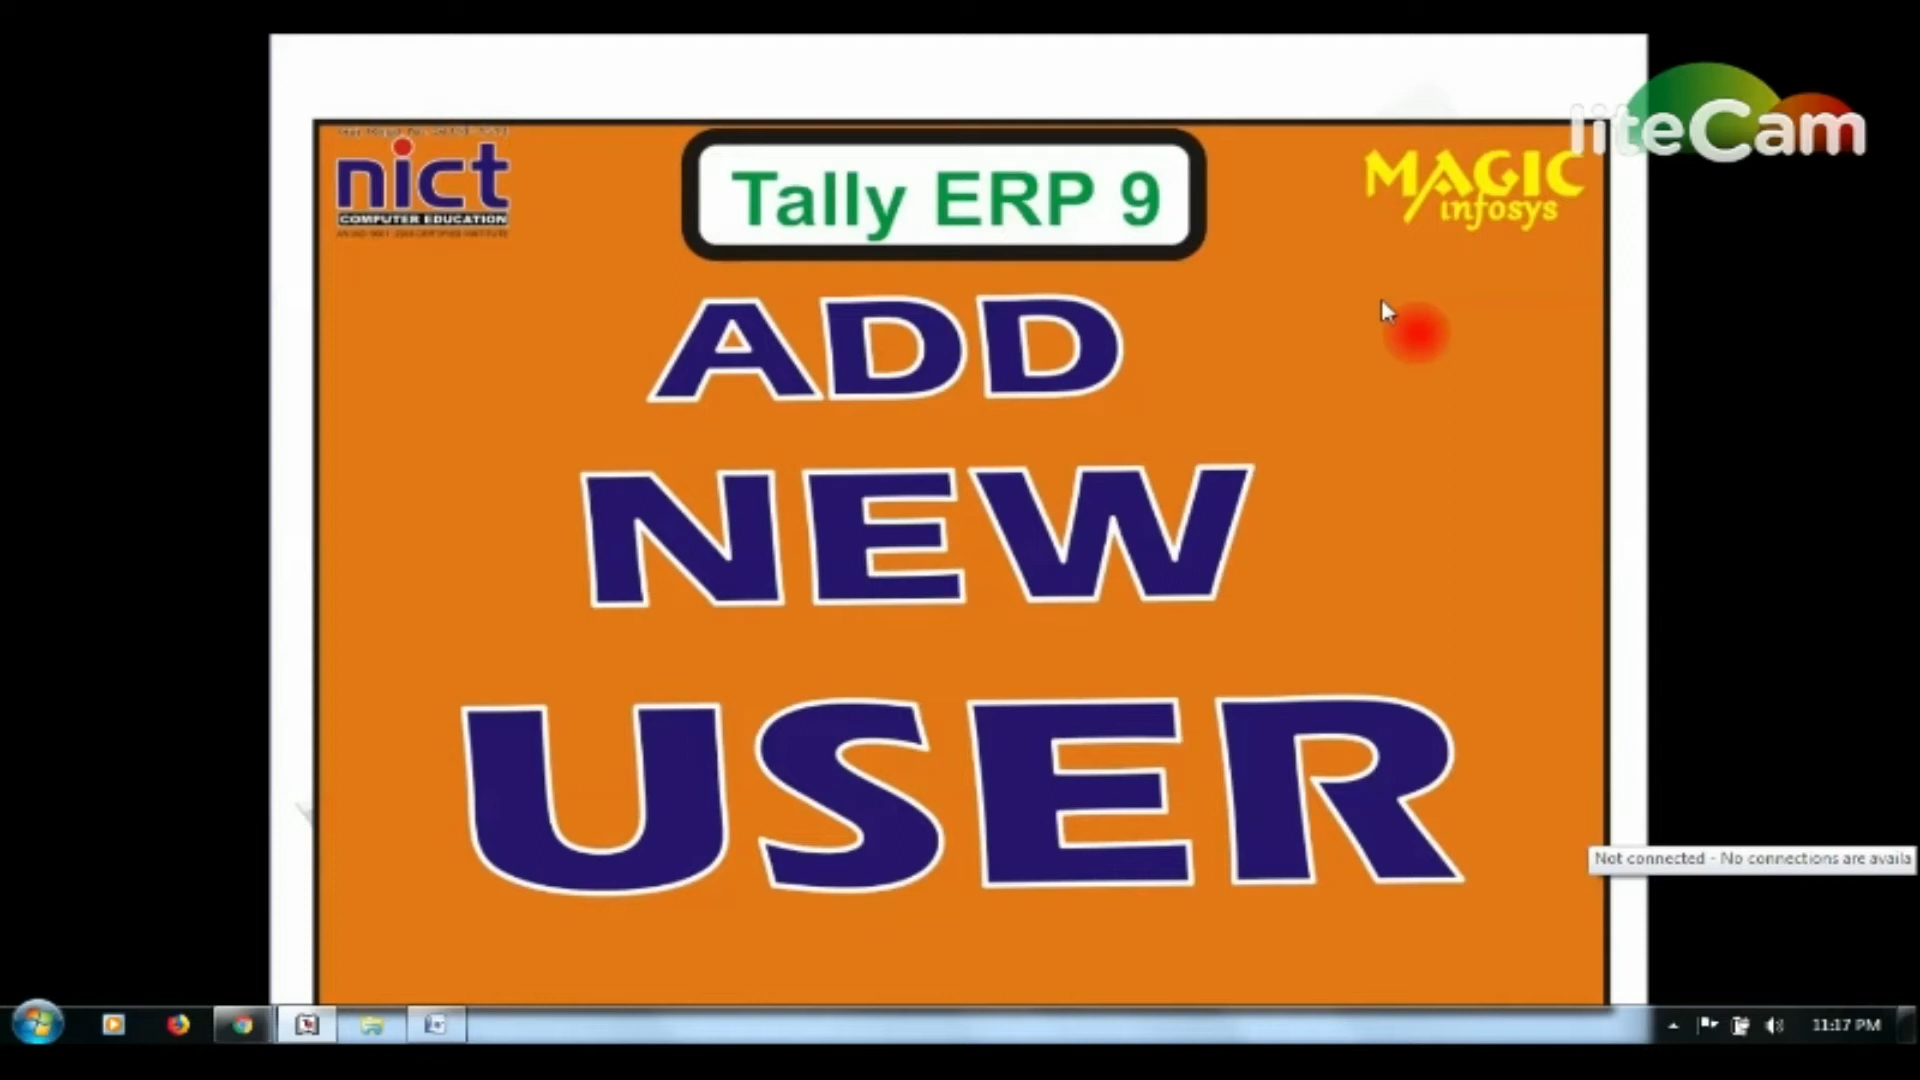 liteCam
nict
COMPUTER EDUCATION
Tally ERP 9
MAGIC
infosys
ADD
NEW
USER
Not connected - No connections are availa
11:17 PM